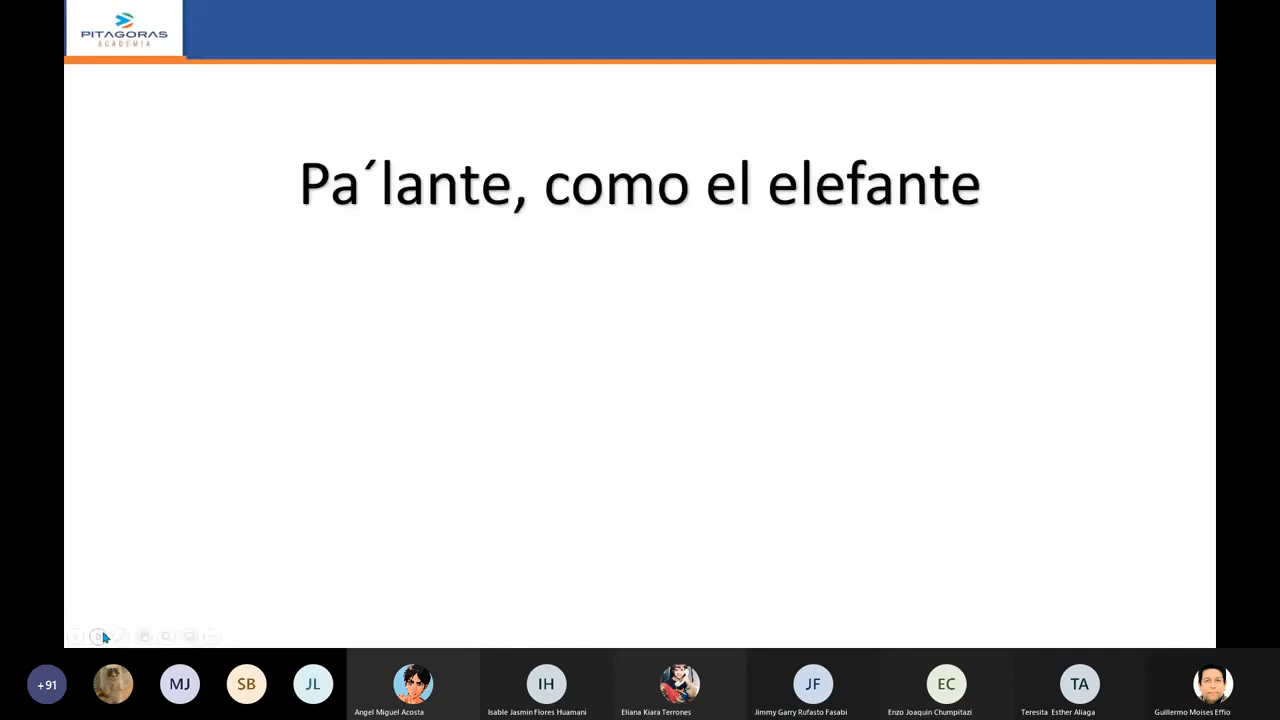 PITAGORAS
ACADEMIA
Pa´lante, como el elefante
+91
MJ
SB
JL
IH
JF
EC
TA
Angel Miguel Acosta
Isable Jasmin Flores Huamani
Eliana Kiara Terrones
Jimmy Garry Rufasto Fasabi
Enzo Joaquin Chumpitazi
Teresita Esther Aliaga
Guillermo Moises Effio